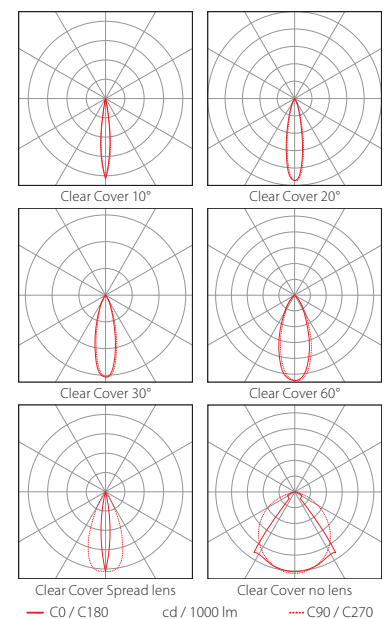 Clear Cover 10° Clear Cover 20°
Clear Cover 30° Clear Cover 60°
Clear Cover Spread lens Clear Cover no lens
C0 / C180 cd / 1000 lm C90 / C270